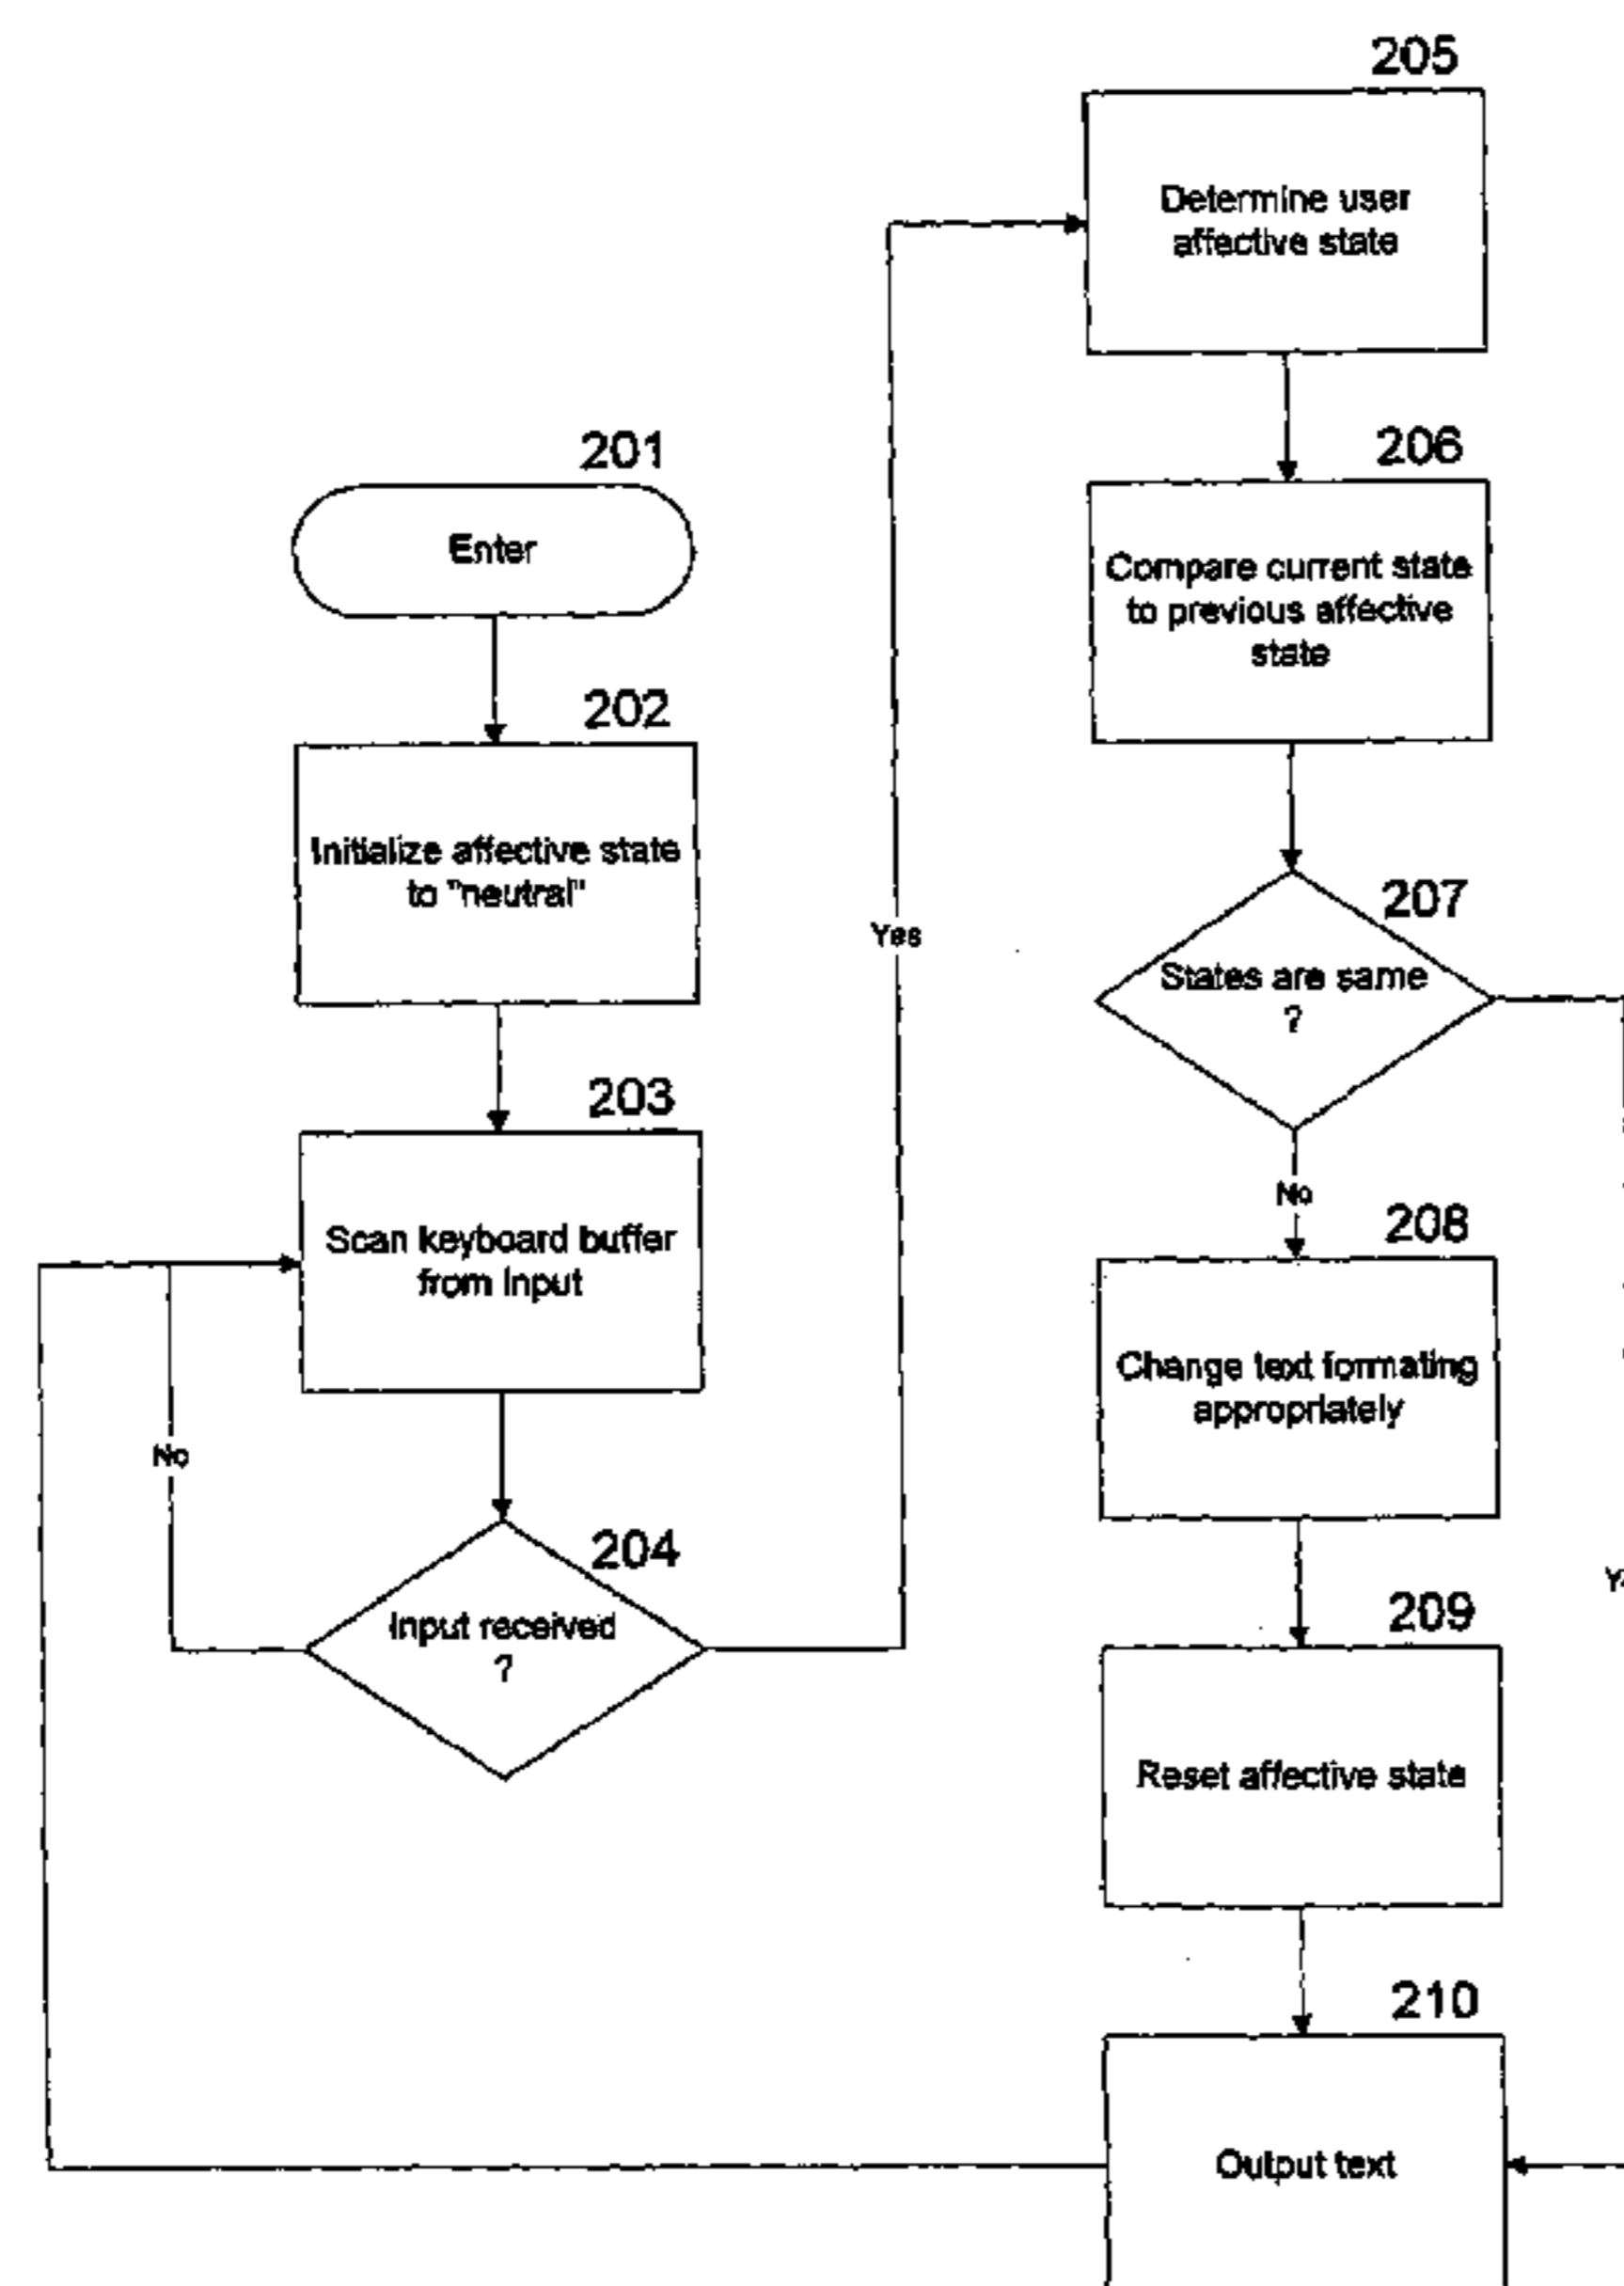 201
Enter
202
Initialize affective state
to "neutral"
203
Scan keyboard buffer
from Input
No
204
Input received
?
Yes
205
Determine user
affective state
206
Compare current state
to previous affective
state
207
States are same
?
No
208
Change text formating
appropriately
209
Reset affective state
210
Output text